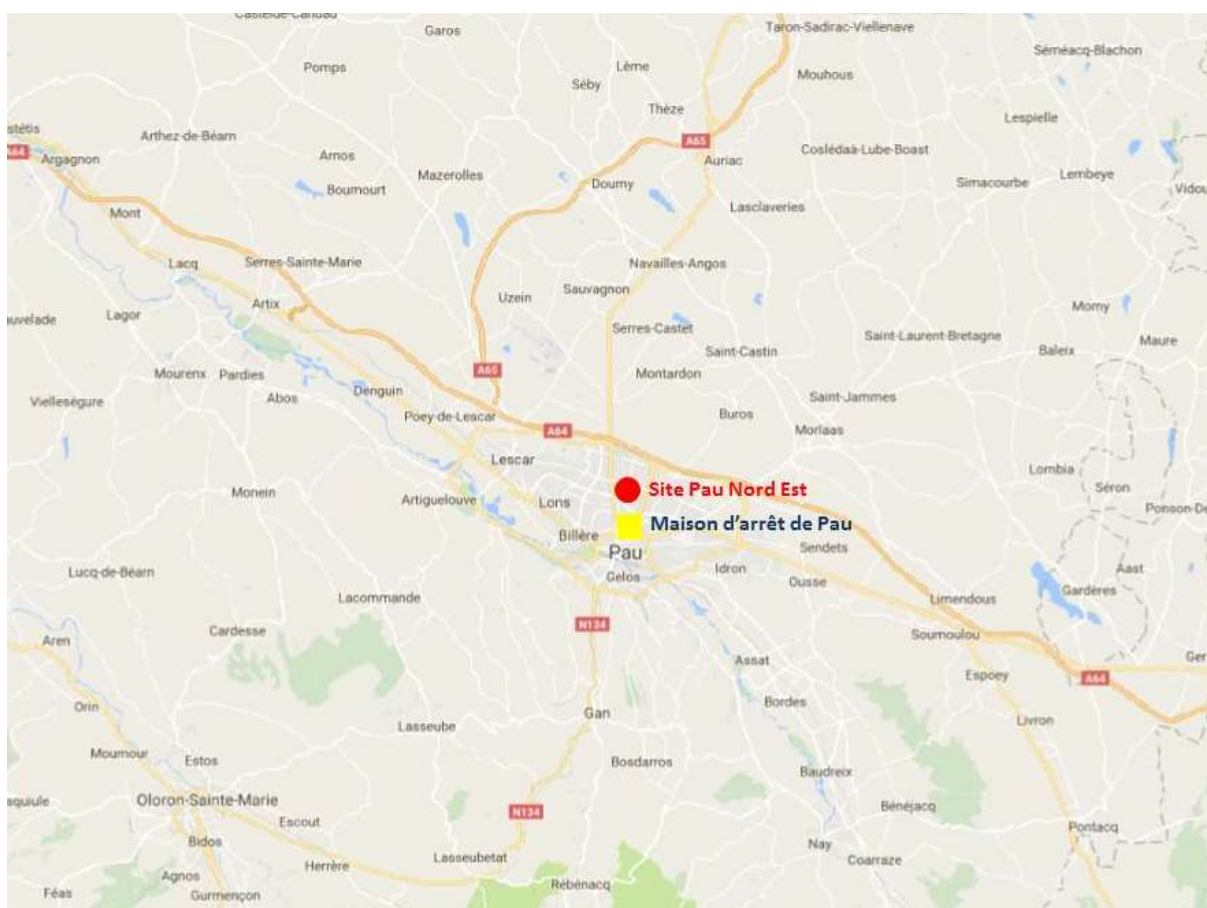 Castéide-Candau
Garos
Taron-Sadirac-Viellenave
Séméacq-Blachon
Pomps
Lème
Séby
Mouhous
Thèze
Lespielle
Arthez-de-Béarn
A64
Argagnon
Arnos
A65
Auriac
Coslédaà-Lube-Boast
Mazerolles
Doumy
Simacourbe
Lembeye
Boumourt
Lasclaveries
Mont
Lacq
Serres-Sainte-Marie
Navailles-Angos
Sauvagnon
Uzein
Artix
Morny
Lagor
Serres-Castet
Saint-Laurent-Bretagne
Maure
Saint-Castin
Baleix
A65
Mourenx
Pardies
Montardon
Denguin
Abos
Saint-Jammes
Vielleségure
Buros
Poey-de-Lescar
A64
Morlaas
Lescar
Lombia
Artiguelouve
Site Pau Nord Est
Séron
Monein
Lons
Maison d'arrêt de Pau
Billère
Pau
Sendets
Idron
Aast
Lucq-de-Béarn
Gelos
Ousse
Gardères
Lacommande
Limendous
N134
Cardesse
Soumoulou
Aren
Assat
Espoey
A64
Bordes
Orin
Gan
Livron
Lasseube
Moumour
Estos
Bosdarros
Baudreix
Oloron-Sainte-Marie
Bénéjacq
N134
Escout
Pontacq
Bidos
Nay
Coarraze
Herrère
Lasseubetat
Agnos
Rébénacq
Féas
Gurmençon